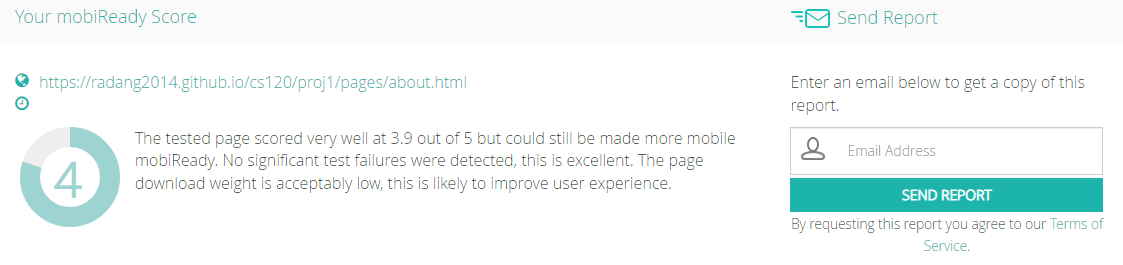 Your mobiReady Score
Send Report
https://radang2014.github.io/cs120/proj1/pages/about.html
4
The tested page scored very well at 3.9 out of 5 but could still be made more mobile
mobiReady. No significant test failures were detected, this is excellent. The page
download weight is acceptably low, this is likely to improve user experience.
Enter an email below to get a copy of this
report.
Email Address
SEND REPORT
By requesting this report you agree to our Terms of
Service.